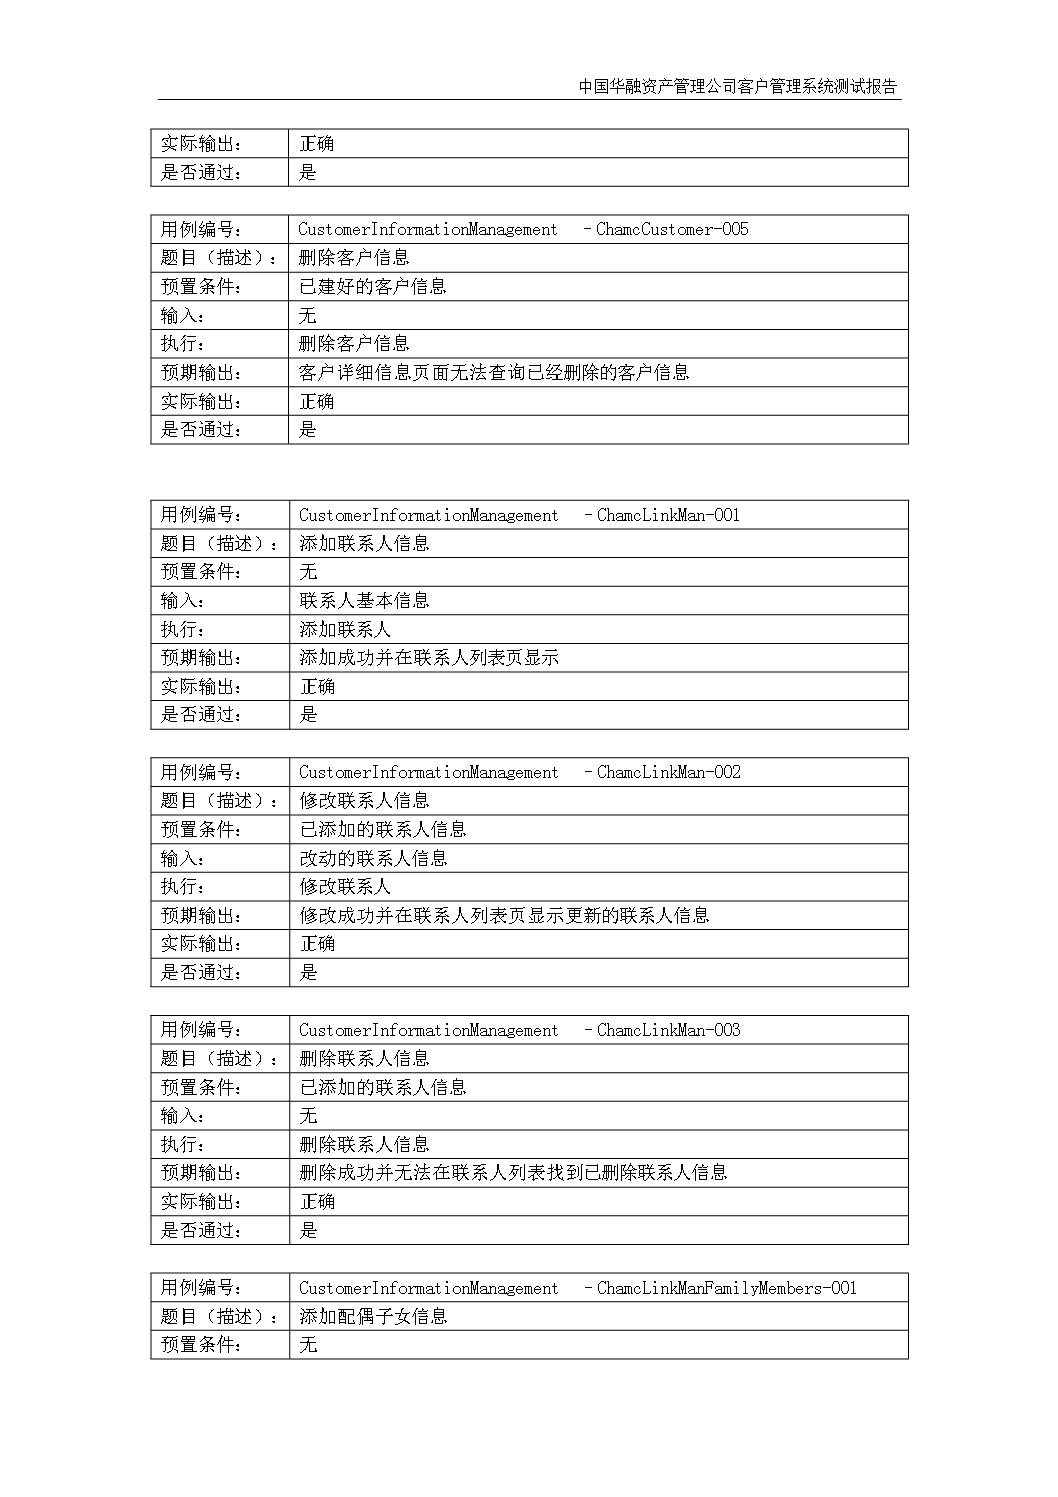 中国华融资产管理公司客户管理系统测试报告
实际输出： 正确
是否通过： 是
用例编号： CustomerInformationManagement －ChamcCustomer-005
题目（描述）： 删除客户信息
预置条件： 已建好的客户信息
输入： 无
执行： 删除客户信息
预期输出： 客户详细信息页面无法查询已经删除的客户信息
实际输出： 正确
是否通过： 是
用例编号： CustomerInformationManagement －ChamcLinkMan-001
题目（描述）： 添加联系人信息
预置条件： 无
输入： 联系人基本信息
执行： 添加联系人
预期输出： 添加成功并在联系人列表页显示
实际输出： 正确
是否通过： 是
用例编号： CustomerInformationManagement －ChamcLinkMan-002
题目（描述）： 修改联系人信息
预置条件： 已添加的联系人信息
输入： 改动的联系人信息
执行： 修改联系人
预期输出： 修改成功并在联系人列表页显示更新的联系人信息
实际输出： 正确
是否通过： 是
用例编号： CustomerInformationManagement －ChamcLinkMan-003
题目（描述）： 删除联系人信息
预置条件： 已添加的联系人信息
输入： 无
执行： 删除联系人信息
预期输出： 删除成功并无法在联系人列表找到已删除联系人信息
实际输出： 正确
是否通过： 是
用例编号： CustomerInformationManagement －ChamcLinkManFamilyMembers-001
题目（描述）： 添加配偶子女信息
预置条件： 无